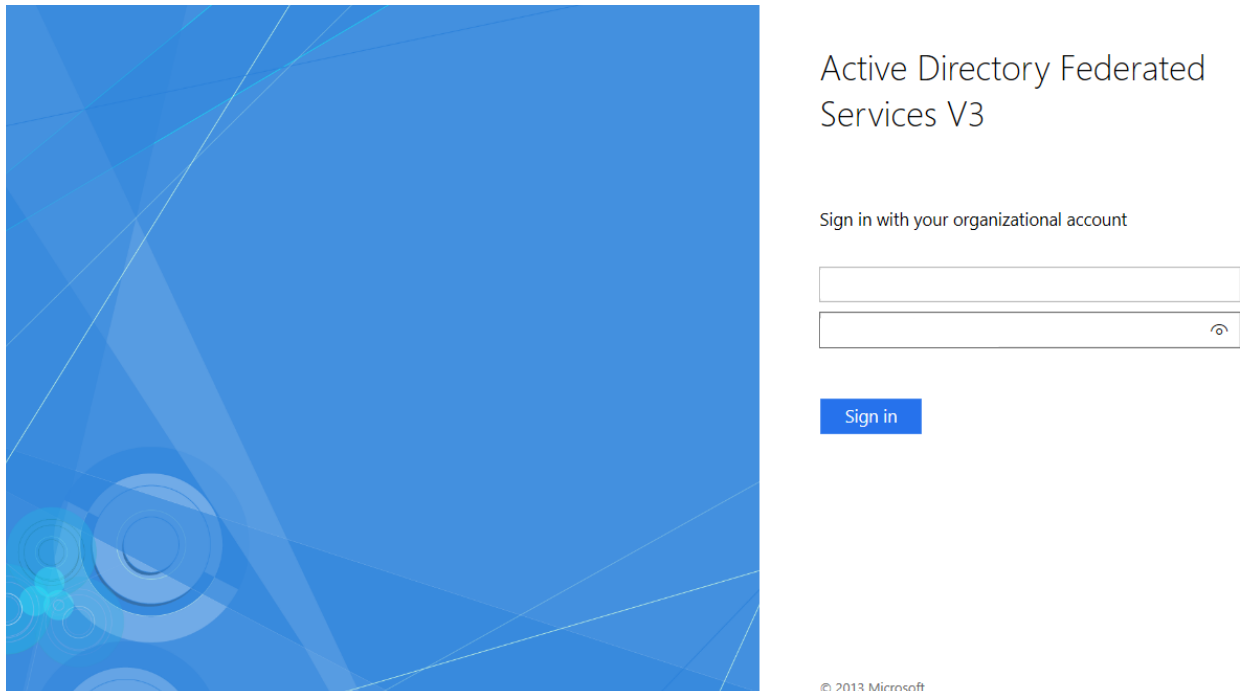 Active Directory Federated
Services V3
Sign in with your organizational account
Sign in
© 2013 Microsoft